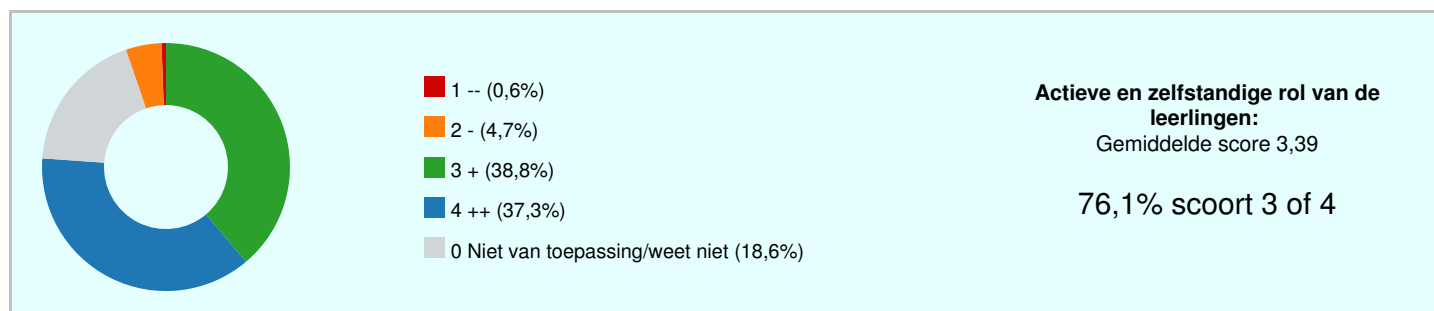 1 -- (0,6%)
2 - (4,7%)
3 + (38,8%)
4 ++ (37,3%)
0 Niet van toepassing/weet niet (18,6%)
Actieve en zelfstandige rol van de
leerlingen:
Gemiddelde score 3,39
76,1% scoort 3 of 4